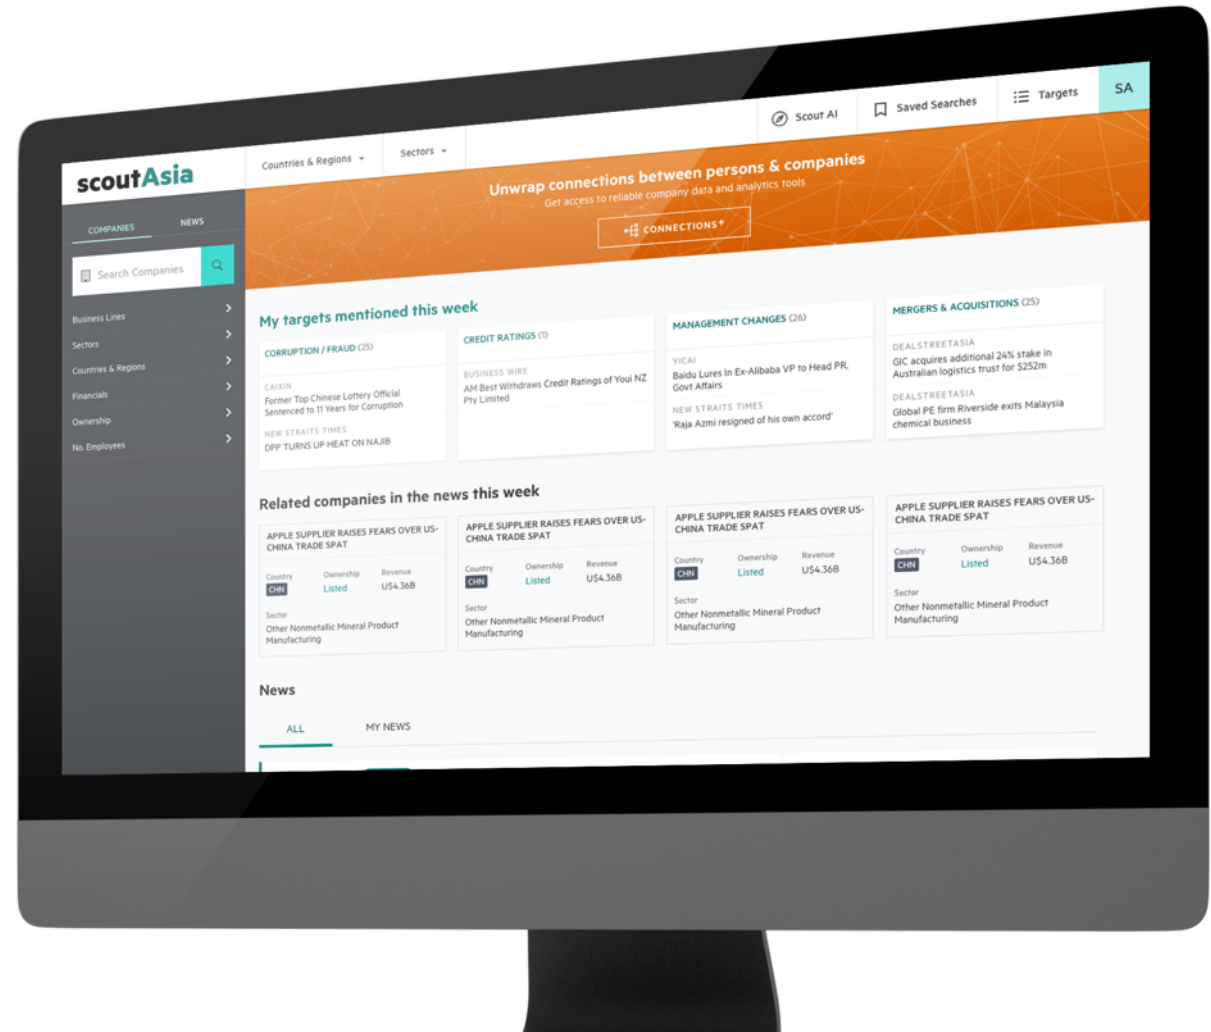 scoutAsia
Countries & Regions
Sectors
Scout AI
Saved Searches
Targets
SA
COMPANIES
NEWS
Search Companies
Business Lines
Sectors
Countries & Regions
Financials
Ownership
No. Employees
Unwrap connections between persons & companies
Get access to reliable company data and analytics tools
CONNECTIONS+
My targets mentioned this week
CORRUPTION / FRAUD (25)
CAIXIN
Former Top Chinese Lottery Official
Sentenced to 11 Years for Corruption
NEW STRAITS TIMES
DPP TURNS UP HEAT ON NAJIB
CREDIT RATINGS (1)
BUSINESS WIRE
AM Best Withdraws Credit Ratings of Youi NZ
Pty Limited
MANAGEMENT CHANGES (26)
YICAI
Baidu Lures In Ex-Alibaba VP to Head PR,
Govt Affairs
NEW STRAITS TIMES
'Raja Azmi resigned of his own accord'
MERGERS & ACQUISITIONS (25)
DEALSTREETASIA
GIC acquires additional 24% stake in
Australian logistics trust for $252m
DEALSTREETASIA
Global PE firm Riverside exits Malaysia
chemical business
Related companies in the news this week
APPLE SUPPLIER RAISES FEARS OVER US-
CHINA TRADE SPAT
Country Ownership Revenue
CHN Listed U$4.36B
Sector
Other Nonmetallic Mineral Product
Manufacturing
APPLE SUPPLIER RAISES FEARS OVER US-
CHINA TRADE SPAT
Country Ownership Revenue
CHN Listed U$4.36B
Sector
Other Nonmetallic Mineral Product
Manufacturing
APPLE SUPPLIER RAISES FEARS OVER US-
CHINA TRADE SPAT
Country Ownership Revenue
CHN Listed U$4.36B
Sector
Other Nonmetallic Mineral Product
Manufacturing
APPLE SUPPLIER RAISES FEARS OVER US-
CHINA TRADE SPAT
Country Ownership Revenue
CHN Listed U$4.36B
Sector
Other Nonmetallic Mineral Product
Manufacturing
News
ALL
MY NEWS